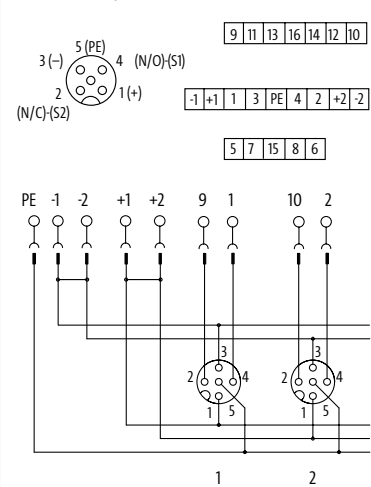 9 11 13 16 14 12 10
5 (PE)
3 (–) 4 (N/O)-(S1)
2 1 (+)
(N/C)-(S2)
-1 +1 1 3 PE 4 2 +2 -2
5 7 15 8 6
PE -1 -2 +1 +2 9 1 10 2
3 3
2 4 2 4
1 5 1 5
1 2